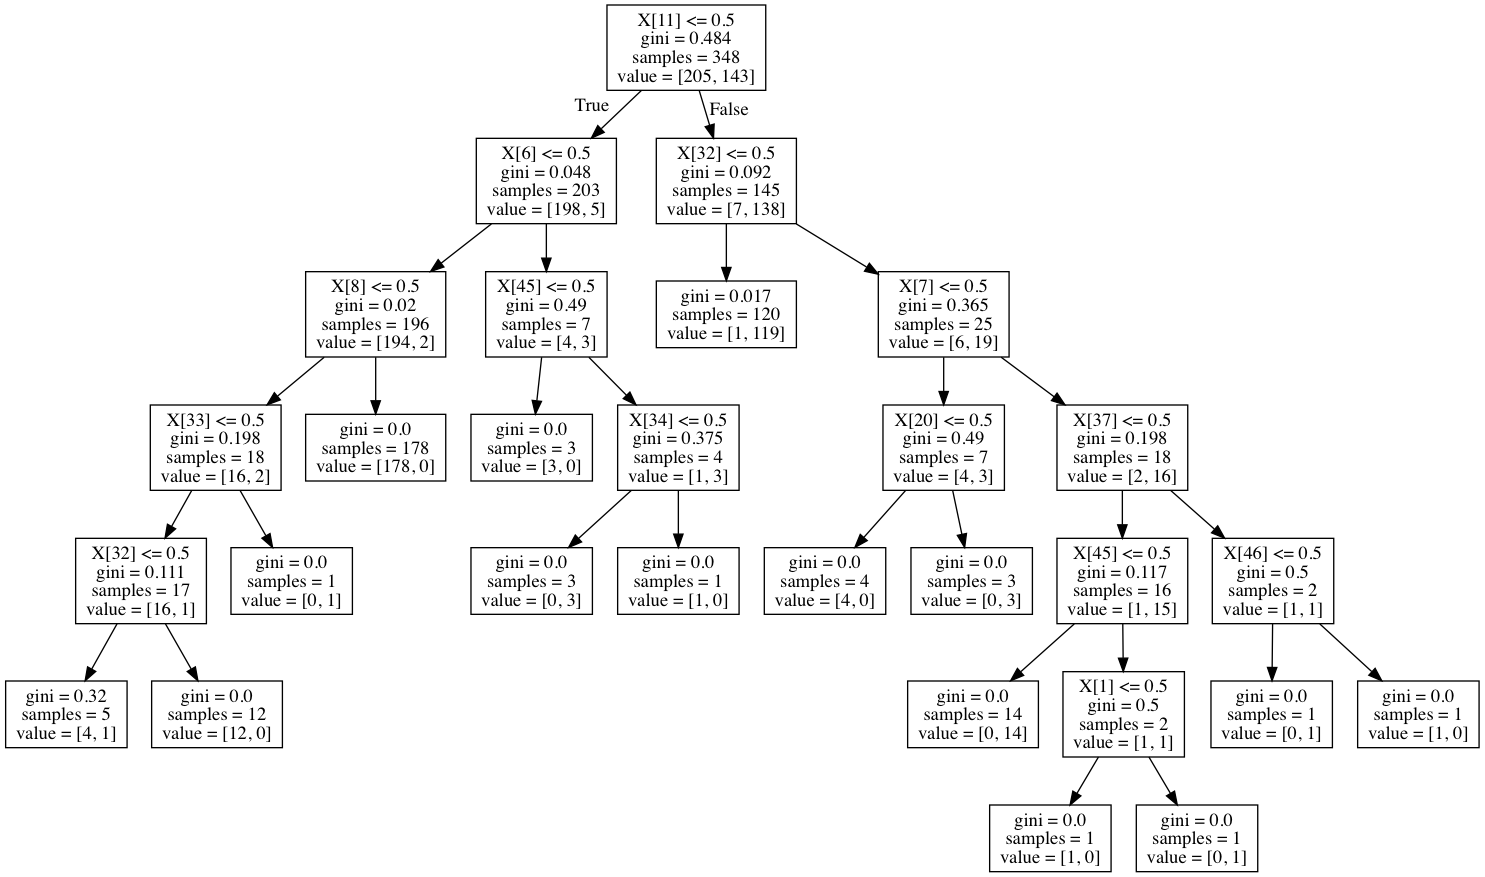 X[11] <= 0.5
gini = 0.484
samples = 348
value = [205, 143]
True
False
X[6] <= 0.5
gini = 0.048
samples = 203
value = [198, 5]
X[32] <= 0.5
gini = 0.092
samples = 145
value = [7, 138]
X[8] <= 0.5
gini = 0.02
samples = 196
value = [194, 2]
X[45] <= 0.5
gini = 0.49
samples = 7
value = [4, 3]
gini = 0.017
samples = 120
value = [1, 119]
X[7] <= 0.5
gini = 0.365
samples = 25
value = [6, 19]
X[33] <= 0.5
gini = 0.198
samples = 18
value = [16, 2]
gini = 0.0
samples = 178
value = [178, 0]
gini = 0.0
samples = 3
value = [3, 0]
X[34] <= 0.5
gini = 0.375
samples = 4
value = [1, 3]
X[20] <= 0.5
gini = 0.49
samples = 7
value = [4, 3]
X[37] <= 0.5
gini = 0.198
samples = 18
value = [2, 16]
X[32] <= 0.5
gini = 0.111
samples = 17
value = [16, 1]
gini = 0.0
samples = 1
value = [0, 1]
gini = 0.0
samples = 3
value = [0, 3]
gini = 0.0
samples = 1
value = [1, 0]
gini = 0.0
samples = 4
value = [4, 0]
gini = 0.0
samples = 3
value = [0, 3]
X[45] <= 0.5
gini = 0.117
samples = 16
value = [1, 15]
X[46] <= 0.5
gini = 0.5
samples = 2
value = [1, 1]
gini = 0.32
samples = 5
value = [4, 1]
gini = 0.0
samples = 12
value = [12, 0]
gini = 0.0
samples = 14
value = [0, 14]
X[1] <= 0.5
gini = 0.5
samples = 2
value = [1, 1]
gini = 0.0
samples = 1
value = [0, 1]
gini = 0.0
samples = 1
value = [1, 0]
gini = 0.0
samples = 1
value = [1, 0]
gini = 0.0
samples = 1
value = [0, 1]